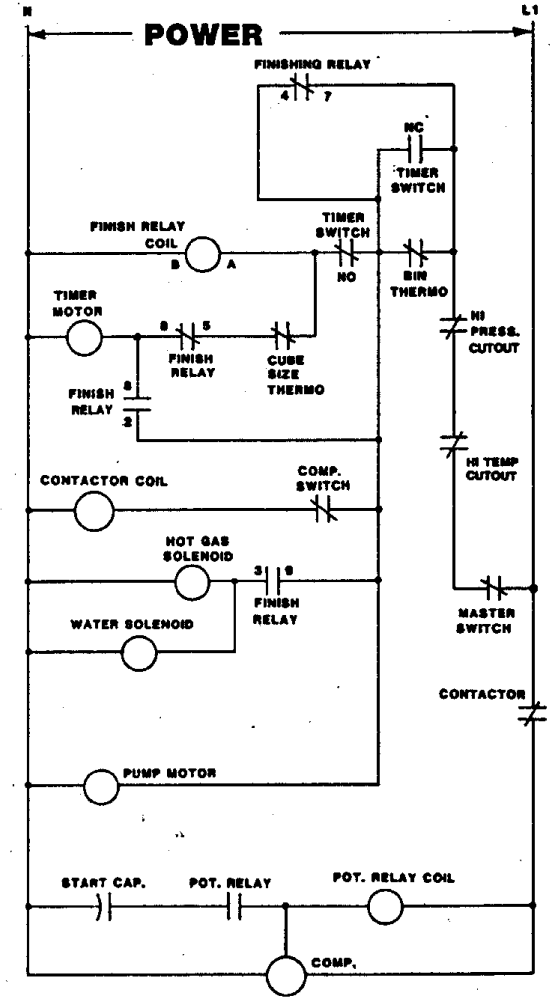 N
L1
POWER
FINISHING RELAY
4 7
NC
TIMER
SWITCH
FINISH RELAY
COIL
B A
TIMER
SWITCH
NO
BIN
THERMO
TIMER
MOTOR
8 5
FINISH
RELAY
CUBE
SIZE
THERMO
HI
PRESS.
CUTOUT
8
FINISH
RELAY
2
HI TEMP
CUTOUT
CONTACTOR COIL
COMP.
SWITCH
HOT GAS
SOLENOID
3 9
FINISH
RELAY
MASTER
SWITCH
WATER SOLENOID
CONTACTOR
PUMP MOTOR
START CAP.
POT. RELAY
POT. RELAY COIL
COMP.